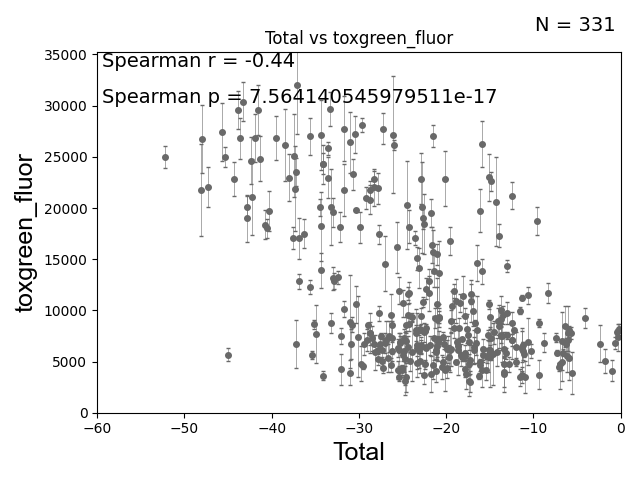 N = 331
Total vs toxgreen_fluor
Spearman r = -0.44
Spearman p = 7.564140545979511e-17
35000
30000
25000
20000
15000
10000
5000
0
toxgreen_fluor
−60 −50 −40 −30 −20 −10 0
Total